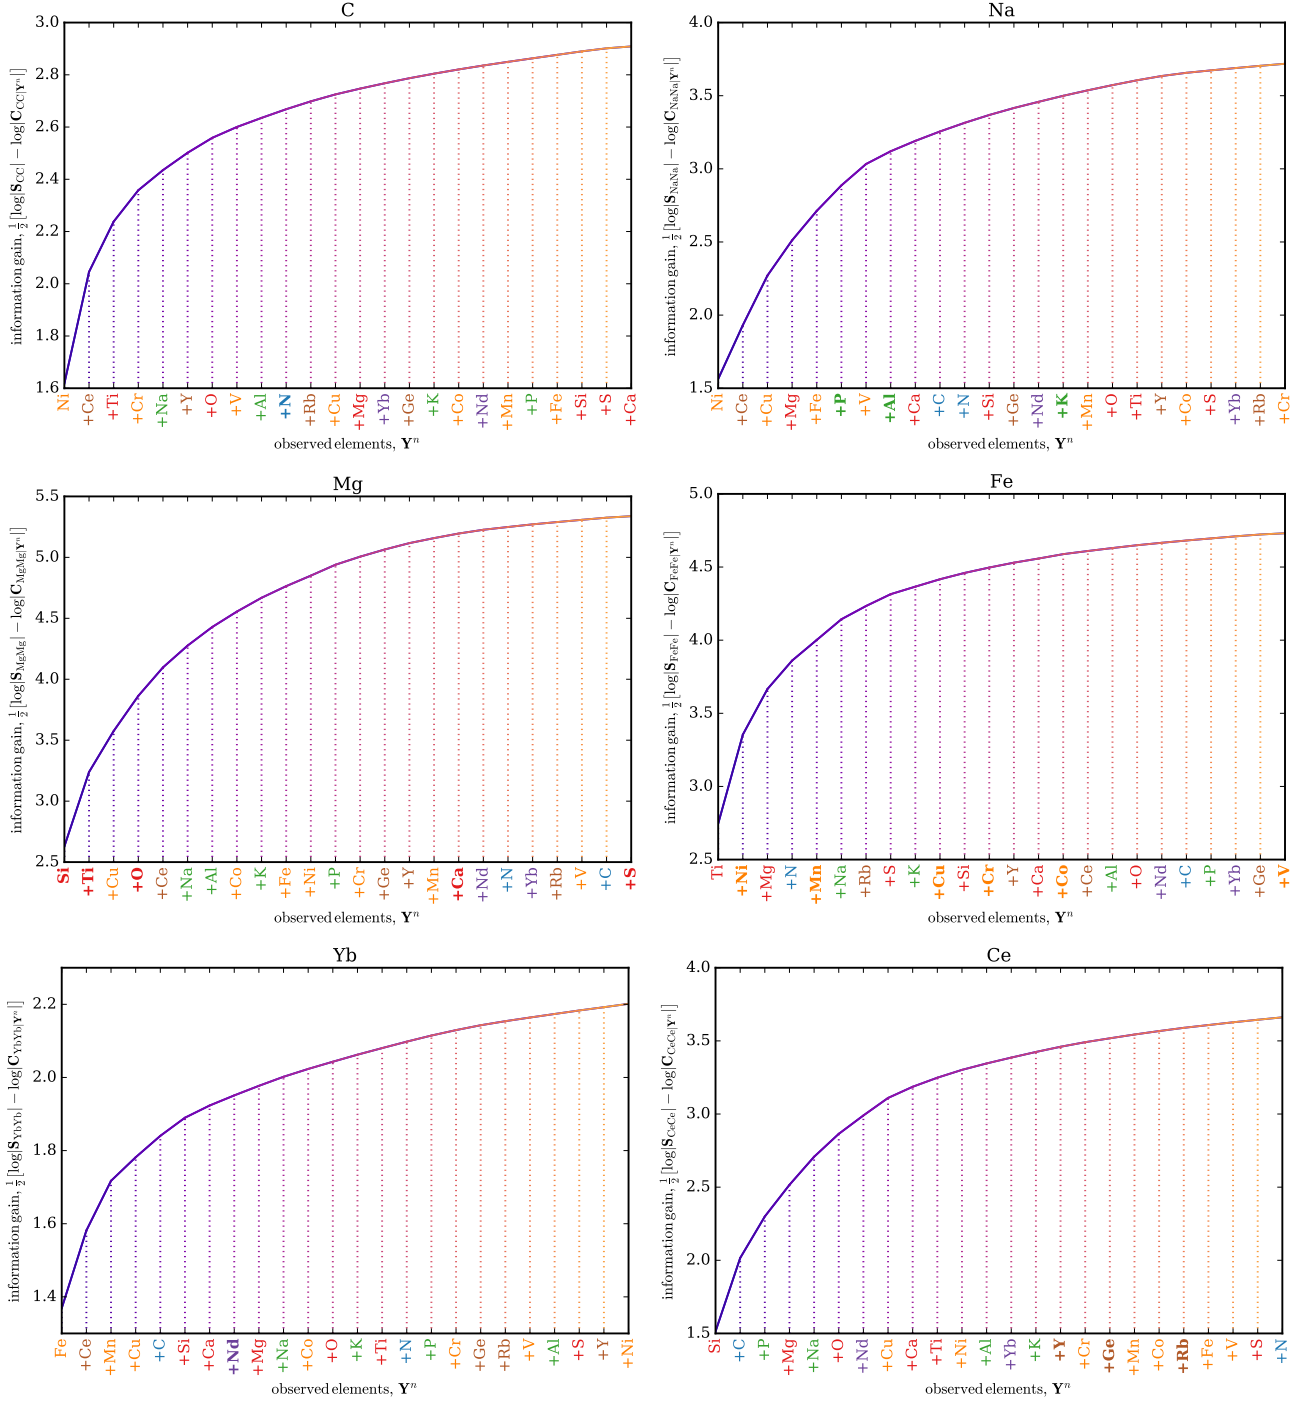 C
information gain, 1/2 [log|S_CC| − log|C_CC|Y^n|]
3.0
2.8
2.6
2.4
2.2
2.0
1.8
1.6
Ni +Ce +Ti +Cr +Na +Y +O +V +Al +N +Rb +Cu +Mg +Yb +Ge +K +Co +Nd +Mn +P +Fe +Si +S +Ca
observed elements, Y^n
Na
information gain, 1/2 [log|S_NaNa| − log|C_NaNa|Y^n|]
4.0
3.5
3.0
2.5
2.0
1.5
Ni +Ce +Cu +Mg +Fe +P +V +Al +Ca +C +N +Si +Ge +Nd +K +Mn +O +Ti +Y +Co +S +Yb +Rb +Cr
observed elements, Y^n
Mg
information gain, 1/2 [log|S_MgMg| − log|C_MgMg|Y^n|]
5.5
5.0
4.5
4.0
3.5
3.0
2.5
Si +Ti +Cu +O +Ce +Na +Al +Co +K +Fe +Ni +P +Cr +Ge +Y +Mn +Ca +Nd +N +Yb +Rb +V +C +S
observed elements, Y^n
Fe
information gain, 1/2 [log|S_FeFe| − log|C_FeFe|Y^n|]
5.0
4.5
4.0
3.5
3.0
2.5
Ti +Ni +Mg +N +Mn +Na +Rb +S +K +Cu +Si +Cr +Y +Ca +Co +Ce +Al +O +Nd +C +P +Yb +Ge +V
observed elements, Y^n
Yb
information gain, 1/2 [log|S_YbYb| − log|C_YbYb|Y^n|]
2.2
2.0
1.8
1.6
1.4
Fe +Ce +Mn +Cu +C +Si +Ca +Nd +Mg +Na +Co +O +K +Ti +N +P +Cr +Ge +Rb +V +Al +S +Y +Ni
observed elements, Y^n
Ce
information gain, 1/2 [log|S_CeCe| − log|C_CeCe|Y^n|]
4.0
3.5
3.0
2.5
2.0
1.5
Si +C +P +Mg +Na +O +Nd +Cu +Ca +Ti +Ni +Al +Yb +K +Y +Cr +Ge +Mn +Co +Rb +Fe +V +S +N
observed elements, Y^n